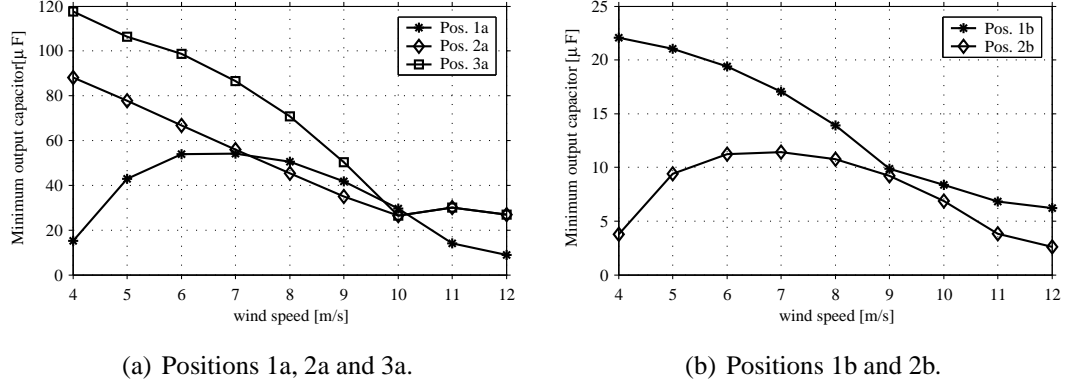 120
100
80
60
40
20
0
Minimum output capacitor[μ F]
Pos. 1a
Pos. 2a
Pos. 3a
4 5 6 7 8 9 10 11 12
wind speed [m/s]
(a) Positions 1a, 2a and 3a.
25
20
15
10
5
0
Minimum output capacitor [μ F]
Pos. 1b
Pos. 2b
4 5 6 7 8 9 10 11 12
wind speed [m/s]
(b) Positions 1b and 2b.